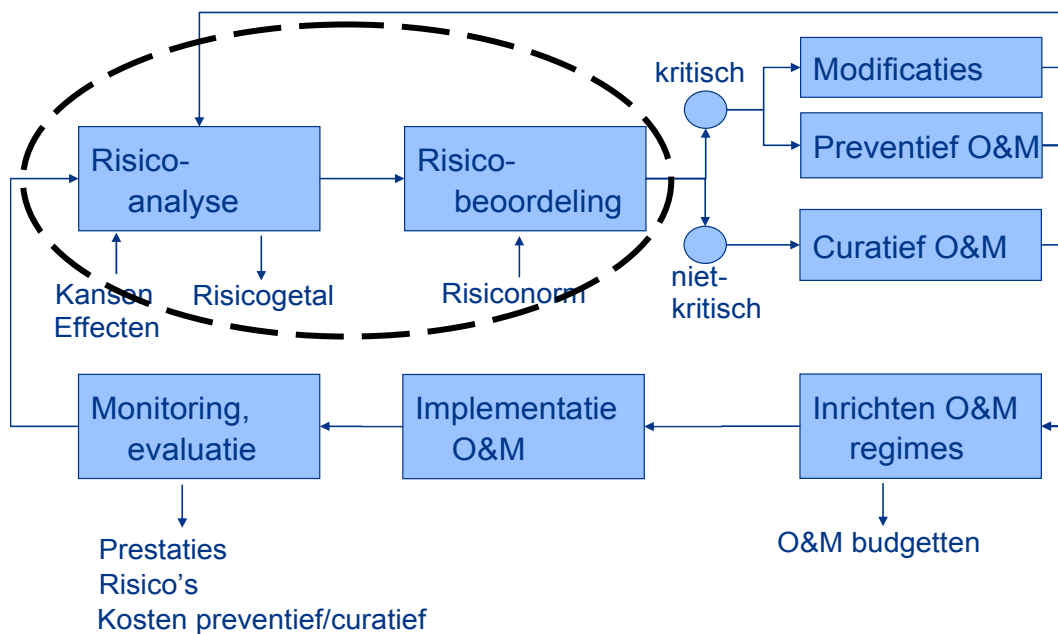 kritisch
Modificaties
Preventief O&M
Risico-
analyse
Risico-
beoordeling
Curatief O&M
Kansen
Effecten
Risicogetal
Risiconorm
niet-
kritisch
Monitoring,
evaluatie
Implementatie
O&M
Inrichten O&M
regimes
Prestaties
Risico’s
Kosten preventief/curatief
O&M budgetten